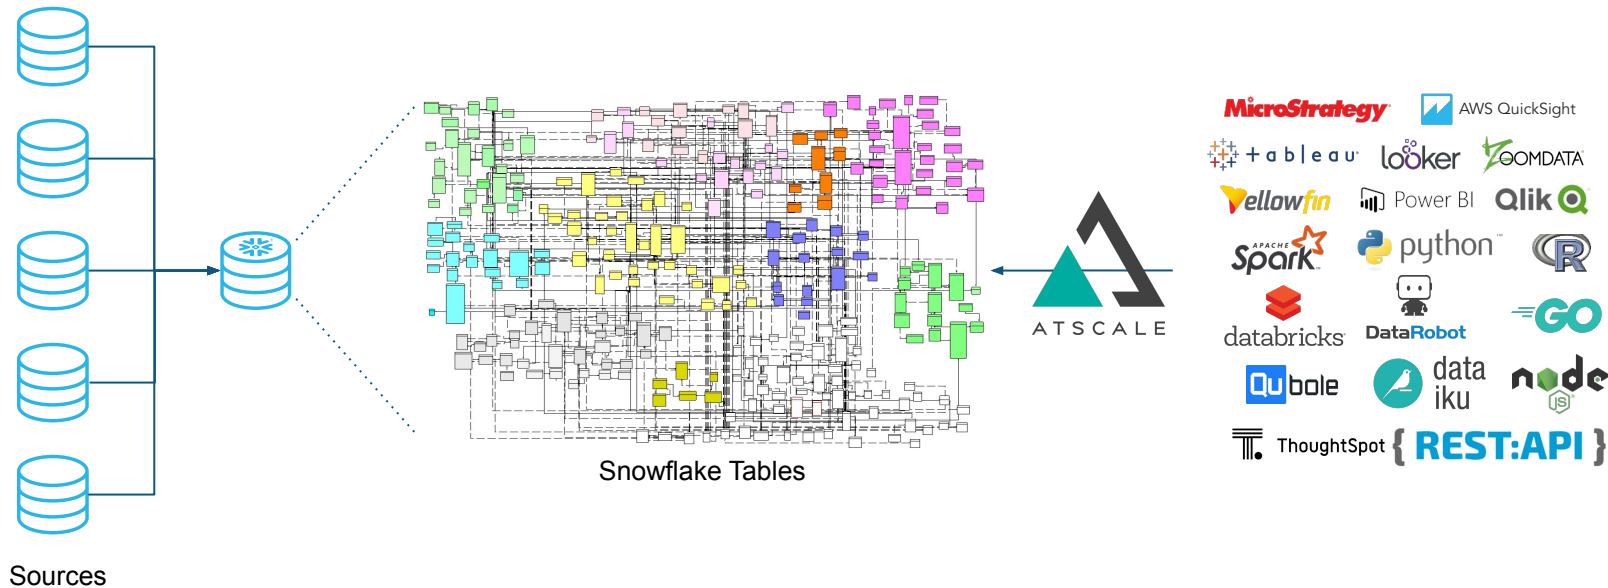 MicroStrategy
AWS QuickSight
+ a b l e a u
looker
ZOOMDATA
Yellowfin
Power BI
Qlik
APACHE
Spark
python
R
databricks
DataRobot
GO
Qubole
data
iku
node
JS
ThoughtSpot
{ REST:API }
ATSCALE
Snowflake Tables
Sources